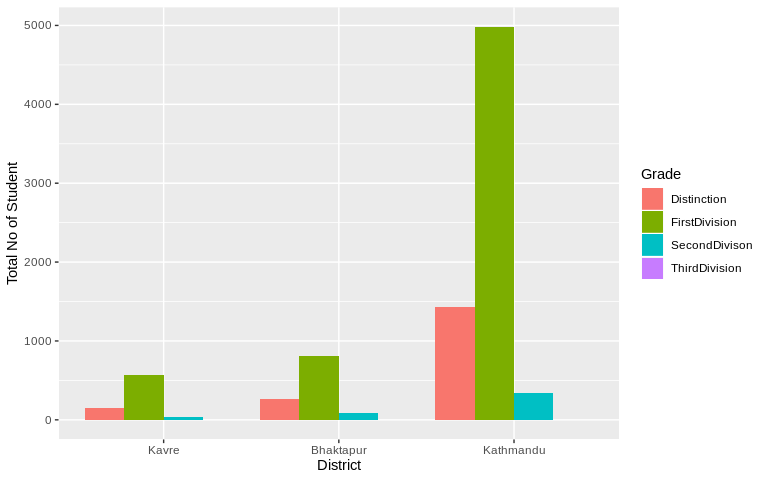 5000
4000
3000
2000
1000
0
Total No of Student
Kavre
Bhaktapur
Kathmandu
District
Grade
Distinction
FirstDivision
SecondDivison
ThirdDivision